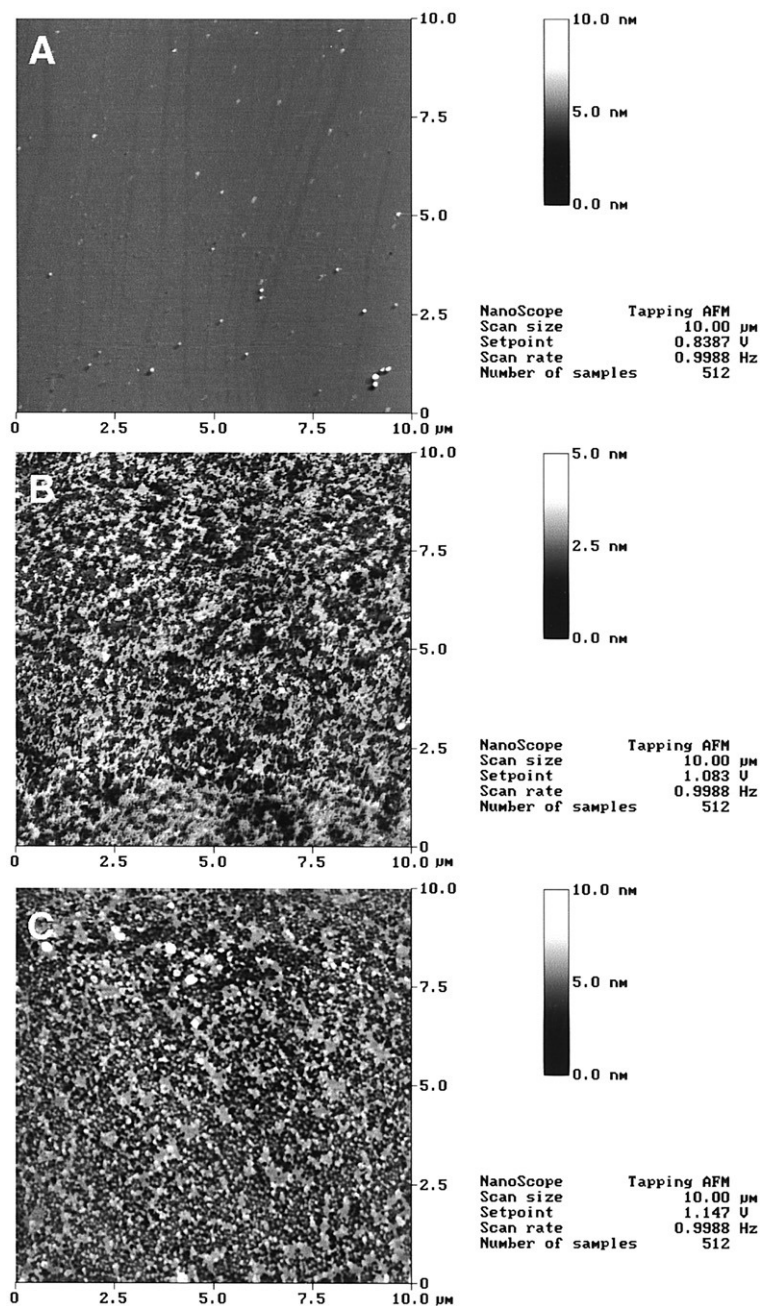 A
10.0
7.5
5.0
2.5
0
0 2.5 5.0 7.5 10.0 µM
10.0 nM
5.0 nM
0.0 nM
NanoScope Tapping AFM
Scan size 10.00 µM
Setpoint 0.8387 V
Scan rate 0.9988 Hz
Number of samples 512
B
10.0
7.5
5.0
2.5
0
0 2.5 5.0 7.5 10.0 µM
5.0 nM
2.5 nM
0.0 nM
NanoScope Tapping AFM
Scan size 10.00 µM
Setpoint 1.083 V
Scan rate 0.9988 Hz
Number of samples 512
C
10.0
7.5
5.0
2.5
0
0 2.5 5.0 7.5 10.0 µM
10.0 nM
5.0 nM
0.0 nM
NanoScope Tapping AFM
Scan size 10.00 µM
Setpoint 1.147 V
Scan rate 0.9988 Hz
Number of samples 512